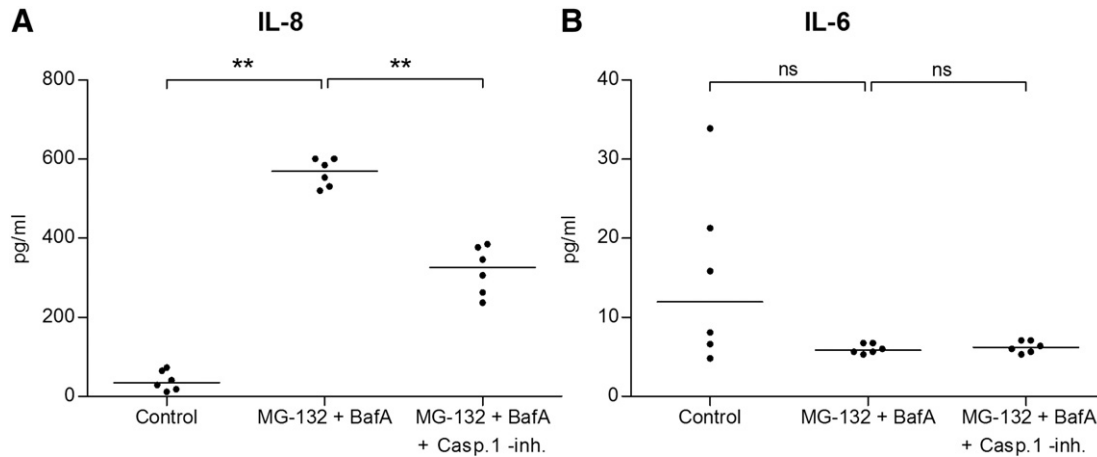 A
IL-8
** **
800
600
400
200
0
pg/ml
Control
MG-132 + BafA
MG-132 + BafA
+ Casp.1 -inh.
B
IL-6
ns ns
40
30
20
10
0
pg/ml
Control
MG-132 + BafA
MG-132 + BafA
+ Casp.1 -inh.